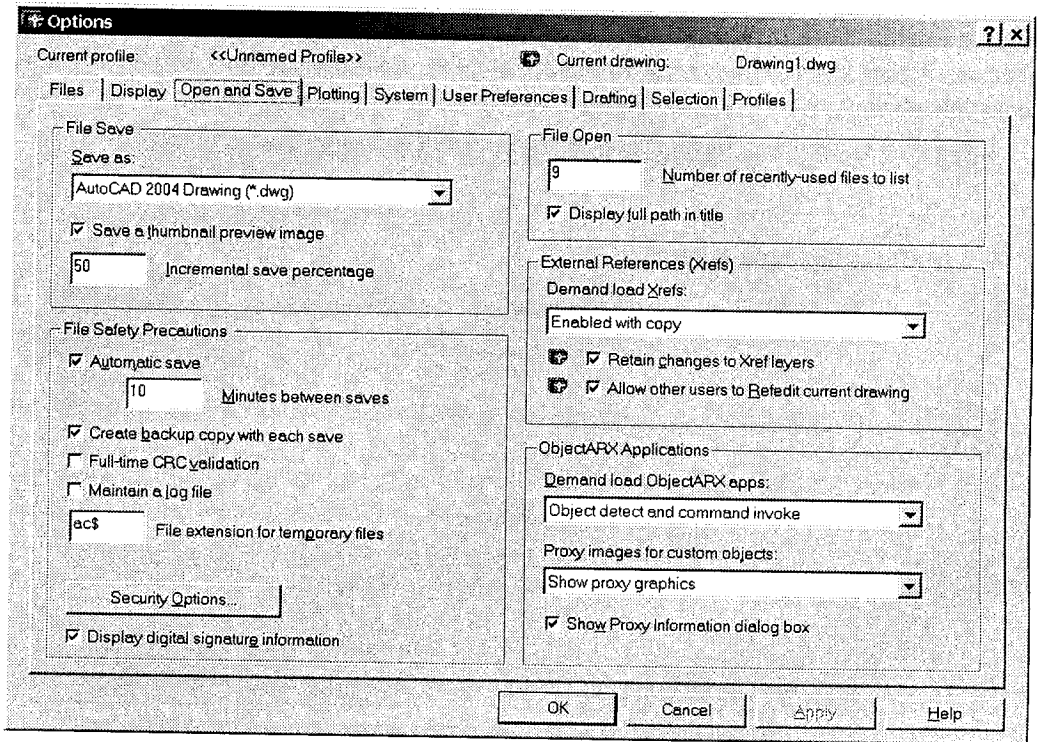 Options
? x
Current profile: <<Unnamed Profile>> Current drawing: Drawing1.dwg
Files Display Open and Save Plotting System User Preferences Drafting Selection Profiles
File Save
Save as:
AutoCAD 2004 Drawing (*.dwg)
Save a thumbnail preview image
50 Incremental save percentage
File Safety Precautions
Automatic save
10 Minutes between saves
Create backup copy with each save
Full-time CRC validation
Maintain a log file
ac$ File extension for temporary files
Security Options...
Display digital signature information
File Open
9 Number of recently-used files to list
Display full path in title
External References (Xrefs)
Demand load Xrefs:
Enabled with copy
Retain changes to Xref layers
Allow other users to Refedit current drawing
ObjectARX Applications
Demand load ObjectARX apps:
Object detect and command invoke
Proxy images for custom objects:
Show proxy graphics
Show Proxy Information dialog box
OK Cancel Apply Help